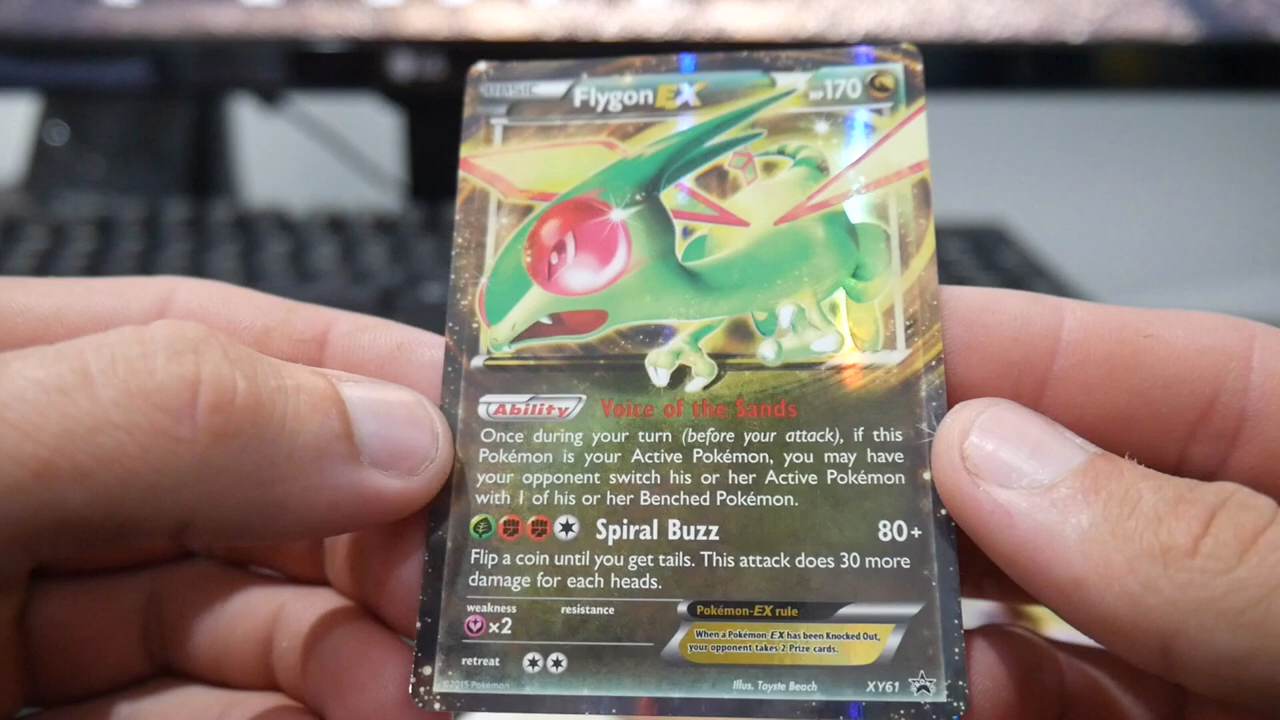 BASIC Flygon EX HP170
Ability Voice of the Sands
Once during your turn (before your attack), if this
Pokémon is your Active Pokémon, you may have
your opponent switch his or her Active Pokémon
with 1 of his or her Benched Pokémon.
Spiral Buzz 80+
Flip a coin until you get tails. This attack does 30 more
damage for each heads.
weakness resistance
×2
Pokémon-EX rule
When a Pokémon-EX has been Knocked Out,
your opponent takes 2 Prize cards.
retreat
©2015 Pokémon Illus. Toyste Beach XY61